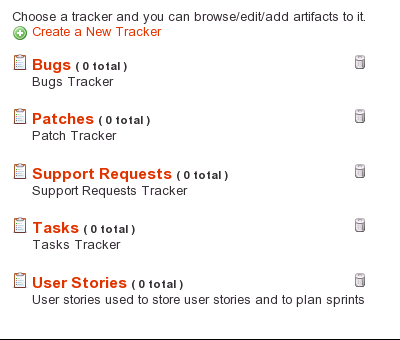 Choose a tracker and you can browse/edit/add artifacts to it.
Create a New Tracker
Bugs ( 0 total )
Bugs Tracker
Patches ( 0 total )
Patch Tracker
Support Requests ( 0 total )
Support Requests Tracker
Tasks ( 0 total )
Tasks Tracker
User Stories ( 0 total )
User stories used to store user stories and to plan sprints